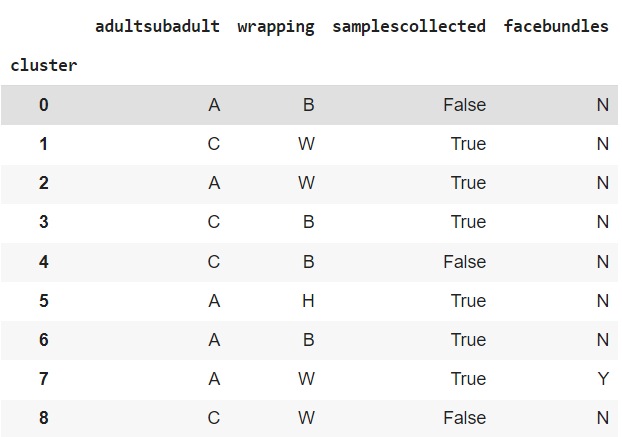 adultsubadult wrapping samplescollected facebundles
cluster
0 A B False N
1 C W True N
2 A W True N
3 C B True N
4 C B False N
5 A H True N
6 A B True N
7 A W True Y
8 C W False N